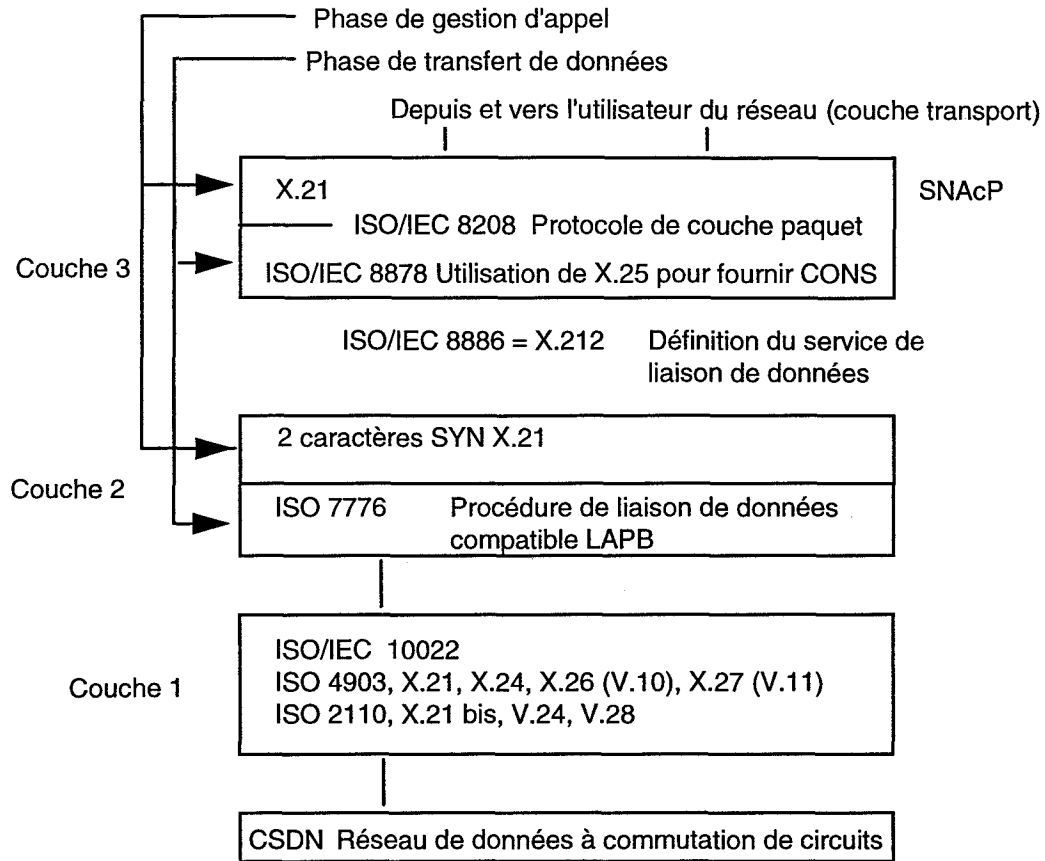 Phase de gestion d'appel
Phase de transfert de données
Depuis et vers l'utilisateur du réseau (couche transport)
X.21
SNAcP
ISO/IEC 8208 Protocole de couche paquet
Couche 3
ISO/IEC 8878 Utilisation de X.25 pour fournir CONS
ISO/IEC 8886 = X.212 Définition du service de
liaison de données
2 caractères SYN X.21
Couche 2
ISO 7776 Procédure de liaison de données
compatible LAPB
ISO/IEC 10022
Couche 1
ISO 4903, X.21, X.24, X.26 (V.10), X.27 (V.11)
ISO 2110, X.21 bis, V.24, V.28
CSDN Réseau de données à commutation de circuits